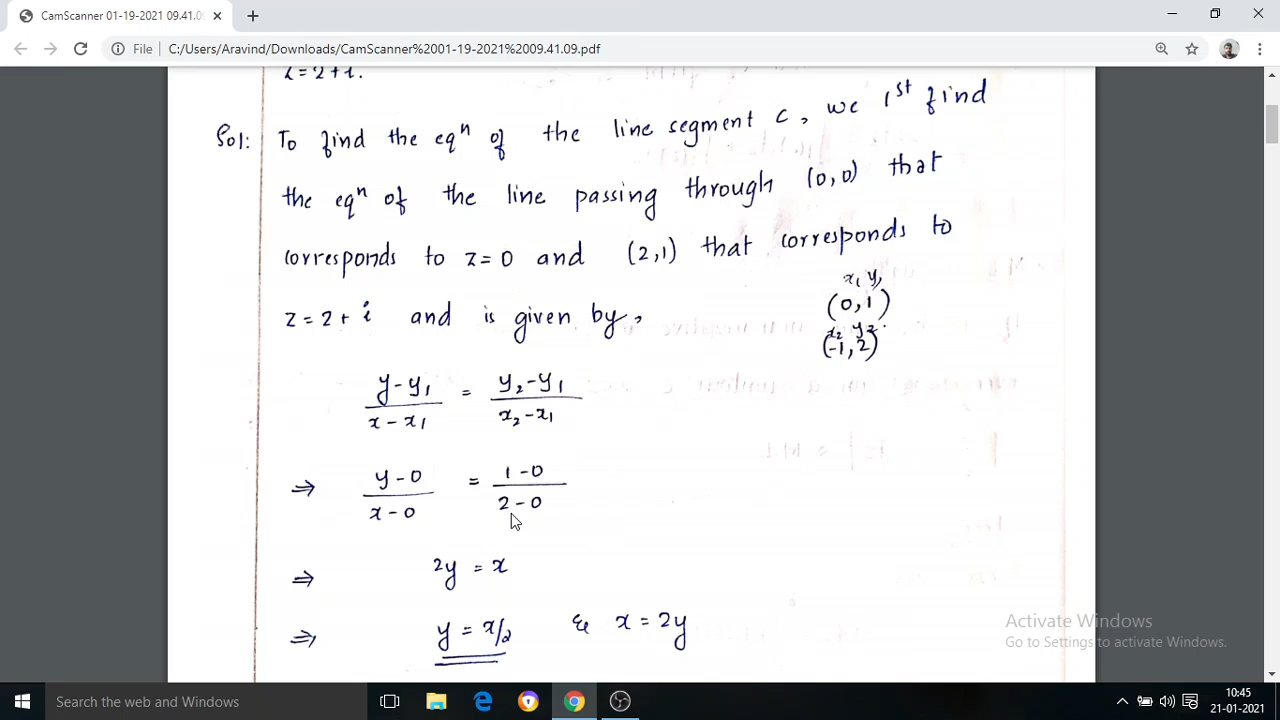 CamScanner 01-19-2021 09.41.0
File C:/Users/Aravind/Downloads/CamScanner%2001-19-2021%2009.41.09.pdf
z = 2 + i.
Sol: To find the eqⁿ of the line segment C, we 1st find
the eqⁿ of the line passing through (0,0) that
corresponds to z = 0 and (2,1) that corresponds to
z = 2 + i and is given by,
x₁ y₁
(0, 1)
x₂ y₂
(-1, 2)
y - y₁ / x - x₁ = y₂ - y₁ / x₂ - x₁
⇒ y - 0 / x - 0 = 1 - 0 / 2 - 0
⇒ 2y = x
⇒ y = x/2 & x = 2y
Activate Windows
Go to Settings to activate Windows.
Search the web and Windows
10:45
21-01-2021